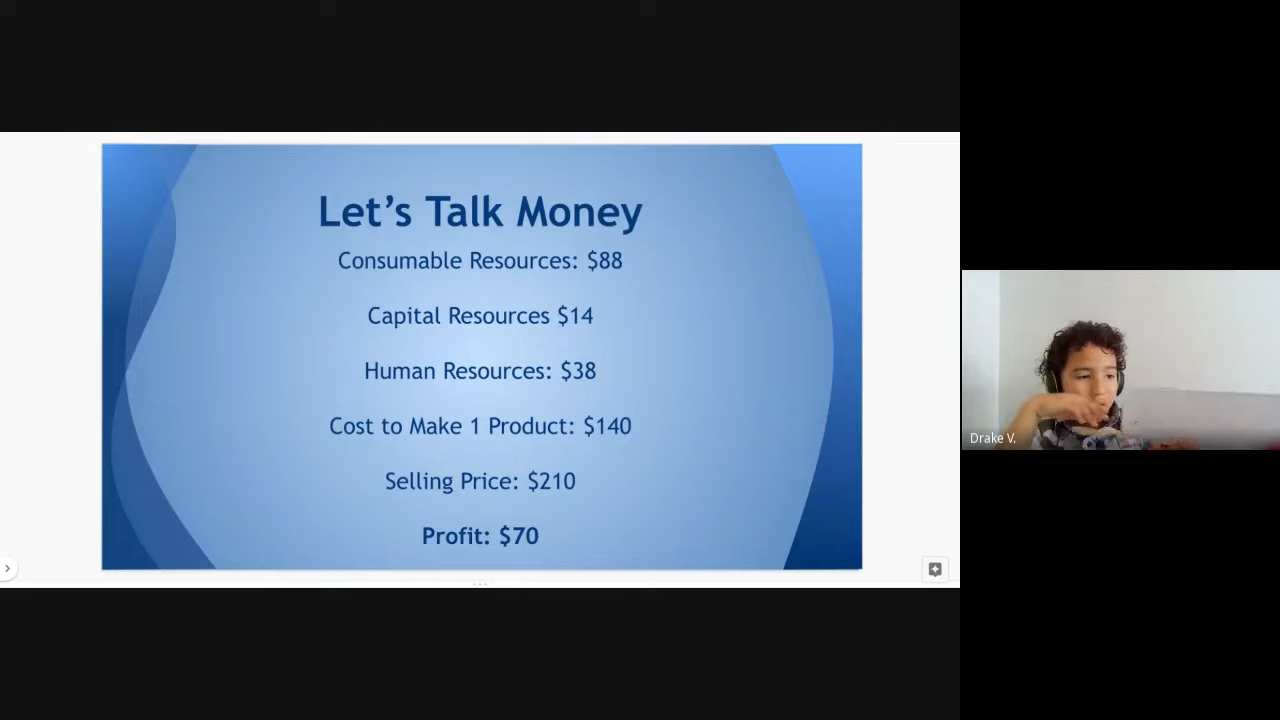 Let’s Talk Money
Consumable Resources: $88
Capital Resources $14
Human Resources: $38
Cost to Make 1 Product: $140
Selling Price: $210
Profit: $70
Drake V.